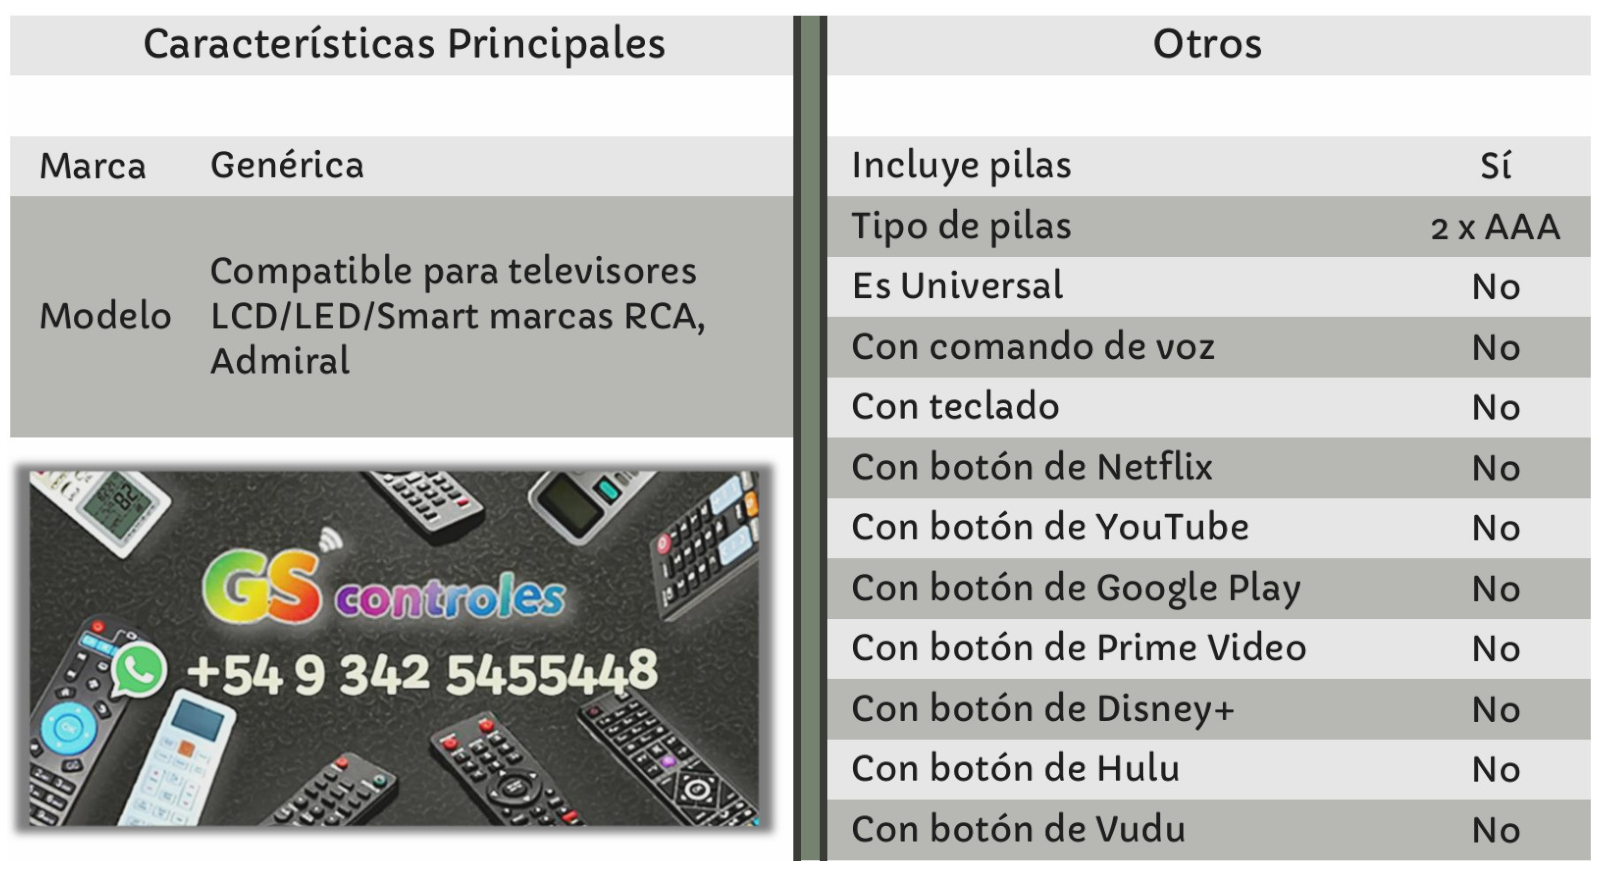 Características Principales
Marca Genérica
Modelo
Compatible para televisores
LCD/LED/Smart marcas RCA,
Admiral
GS controles
+54 9 342 5455448
Otros
Incluye pilas Sí
Tipo de pilas 2 x AAA
Es Universal No
Con comando de voz No
Con teclado No
Con botón de Netflix No
Con botón de YouTube No
Con botón de Google Play No
Con botón de Prime Video No
Con botón de Disney+ No
Con botón de Hulu No
Con botón de Vudu No